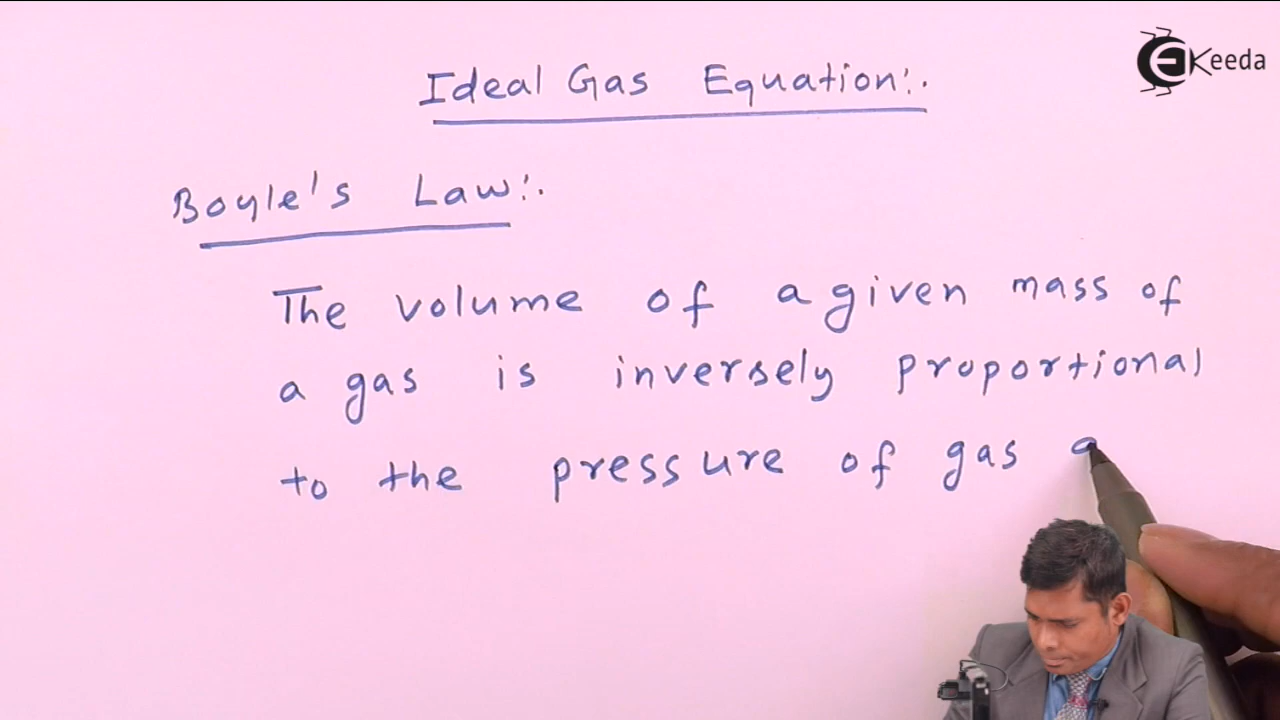 Ideal Gas Equation:.
Keeda
Boyle's Law:.
The volume of a given mass of
a gas is inversely proportional
to the pressure of gas a